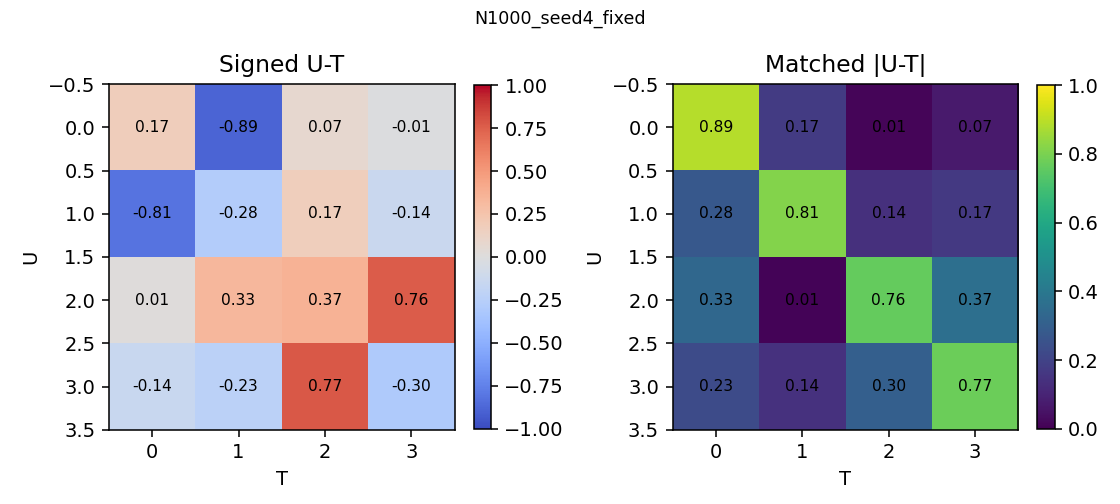 N1000_seed4_fixed
Signed U-T
Matched |U-T|
−0.5
0.0
0.5
1.0
1.5
2.0
2.5
3.0
3.5
U
0.17 -0.89 0.07 -0.01
-0.81 -0.28 0.17 -0.14
0.01 0.33 0.37 0.76
-0.14 -0.23 0.77 -0.30
0 1 2 3
T
1.00
0.75
0.50
0.25
0.00
−0.25
−0.50
−0.75
−1.00
−0.5
0.0
0.5
1.0
1.5
2.0
2.5
3.0
3.5
U
0.89 0.17 0.01 0.07
0.28 0.81 0.14 0.17
0.33 0.01 0.76 0.37
0.23 0.14 0.30 0.77
0 1 2 3
T
1.0
0.8
0.6
0.4
0.2
0.0